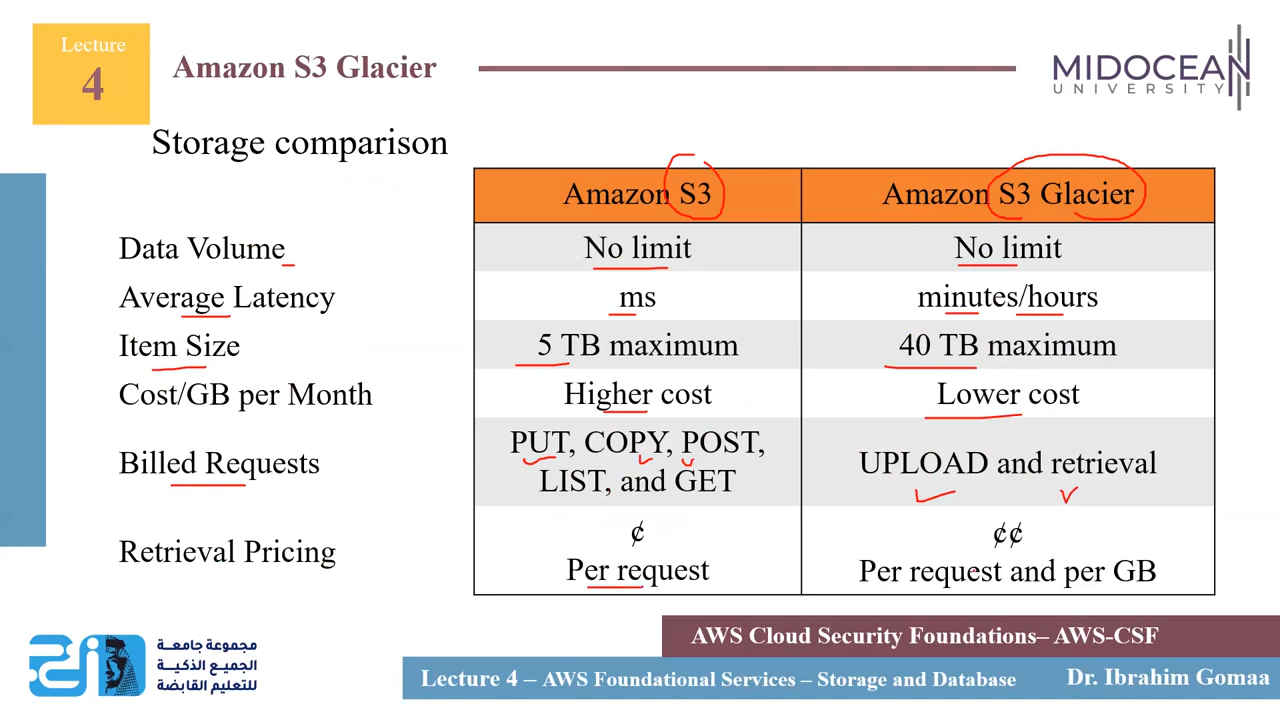 Lecture
4
Amazon S3 Glacier
MIDOCEAN
UNIVERSITY
Storage comparison
Amazon S3
Amazon S3 Glacier
Data Volume
No limit
No limit
Average Latency
ms
minutes/hours
Item Size
5 TB maximum
40 TB maximum
Cost/GB per Month
Higher cost
Lower cost
Billed Requests
PUT, COPY, POST,
LIST, and GET
UPLOAD and retrieval
Retrieval Pricing
¢
Per request
¢¢
Per request and per GB
مجموعة جامعة
الجميع الذكية
للتعليم القابضة
AWS Cloud Security Foundations– AWS-CSF
Lecture 4 – AWS Foundational Services – Storage and Database
Dr. Ibrahim Gomaa